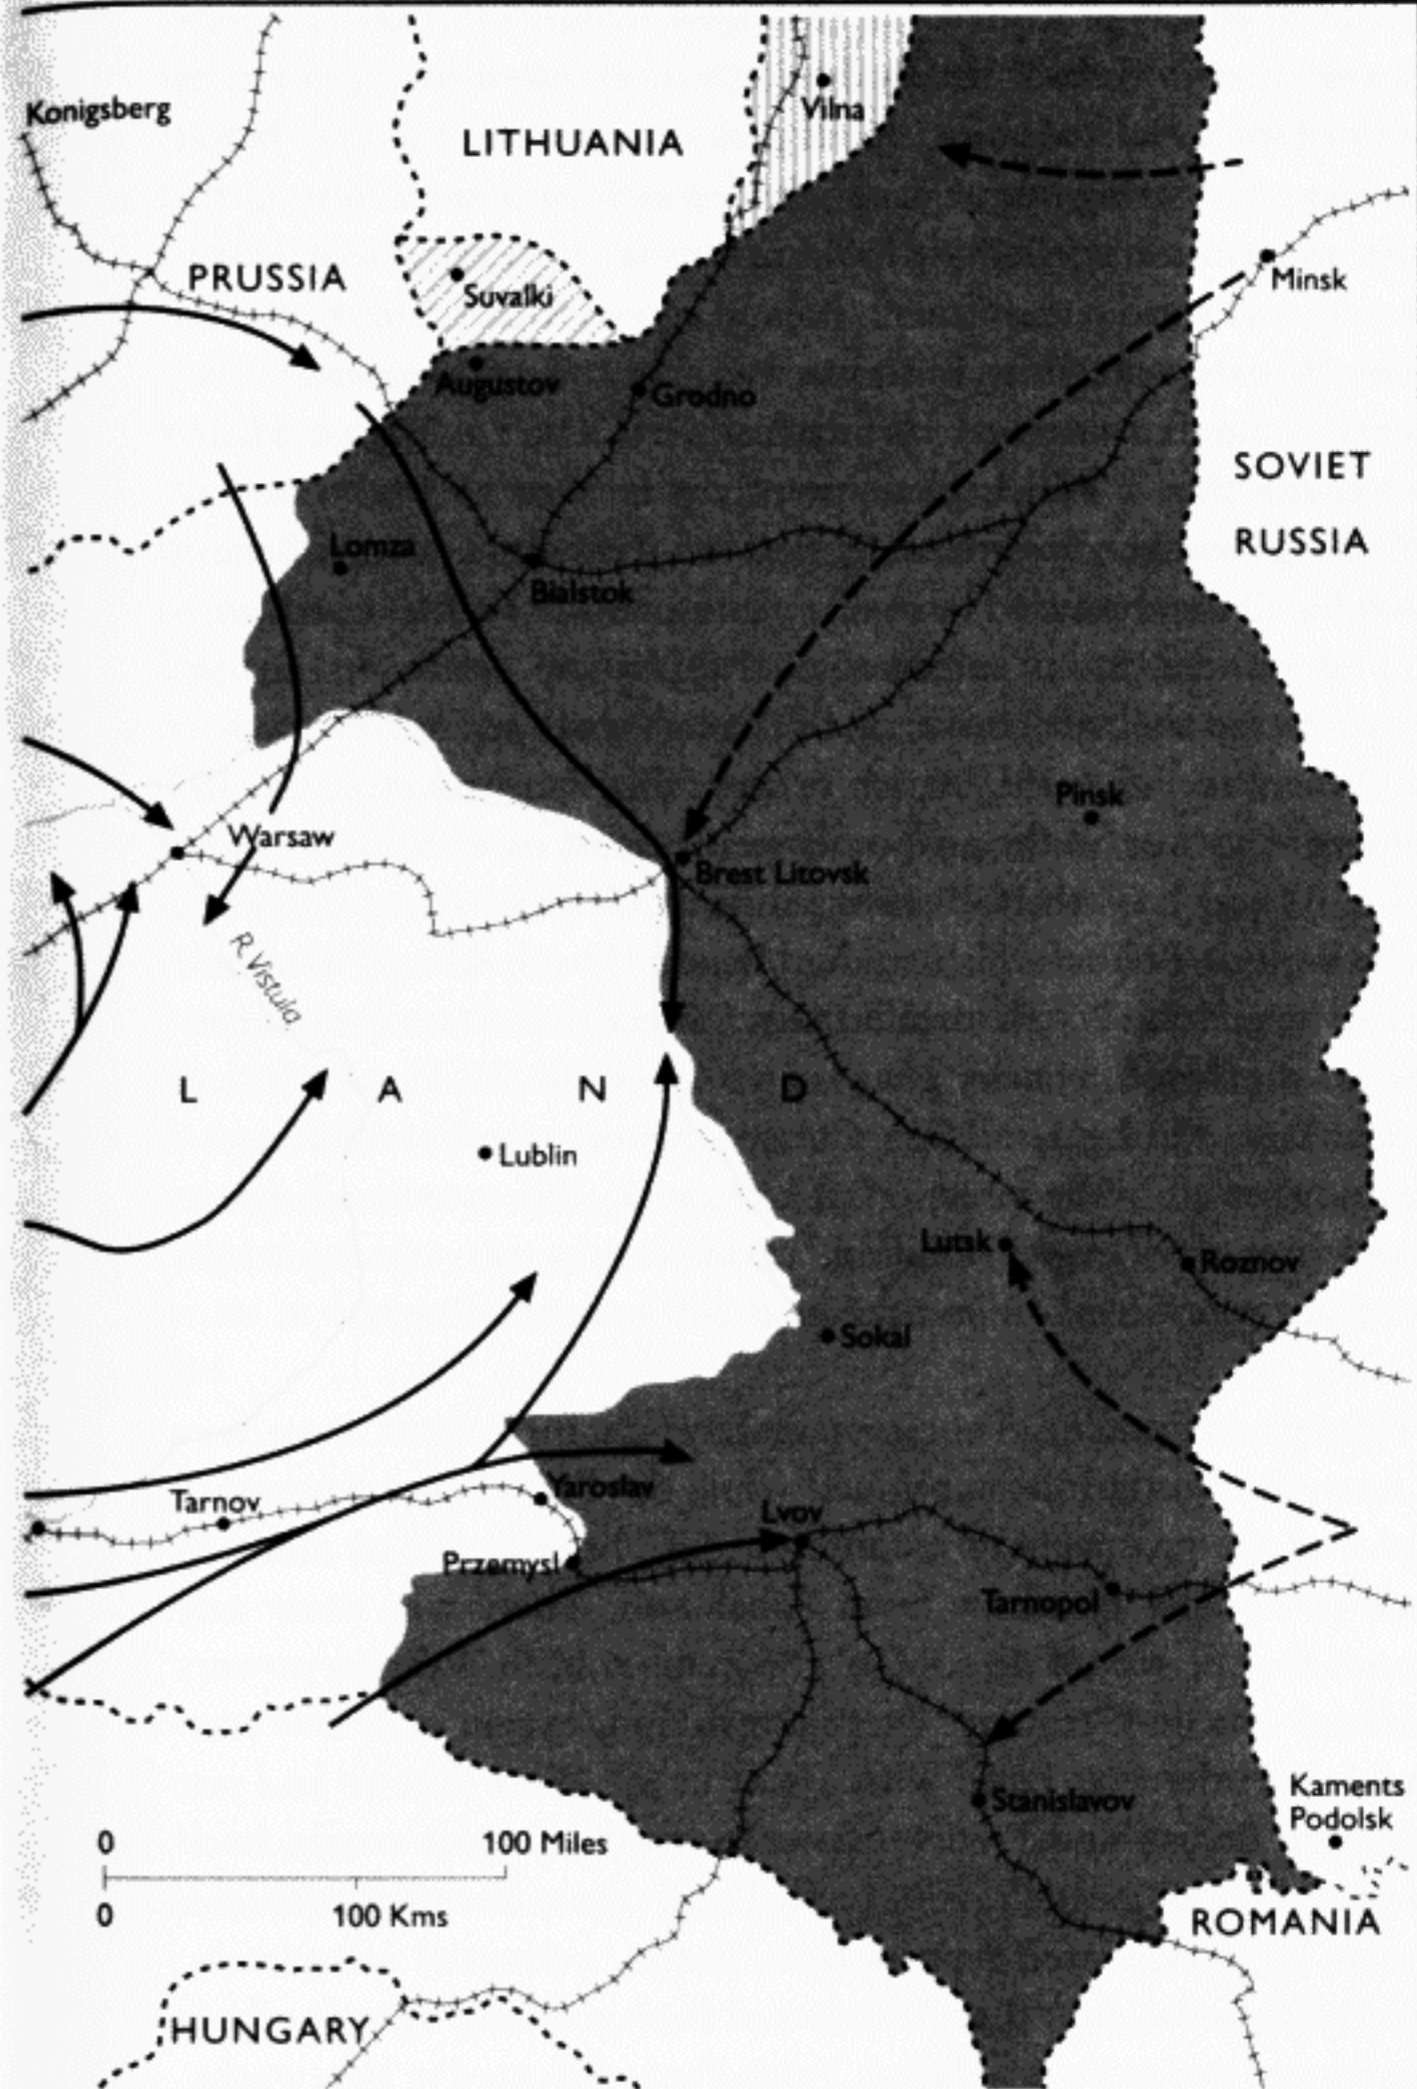 Vilna
Konigsberg
LITHUANIA
PRUSSIA
Suvalki
Minsk
Augustov
Grodno
SOVIET
RUSSIA
Lomza
Bialstok
Pinsk
Warsaw
Brest Litovsk
R. Vistula
L A N D
Lublin
Lutsk
Roznov
Sokal
Yaroslav
Tarnov
Lvov
Przemysl
Tarnopol
Stanislavov
Kaments
Podolsk
0 100 Miles
0 100 Kms
ROMANIA
HUNGARY